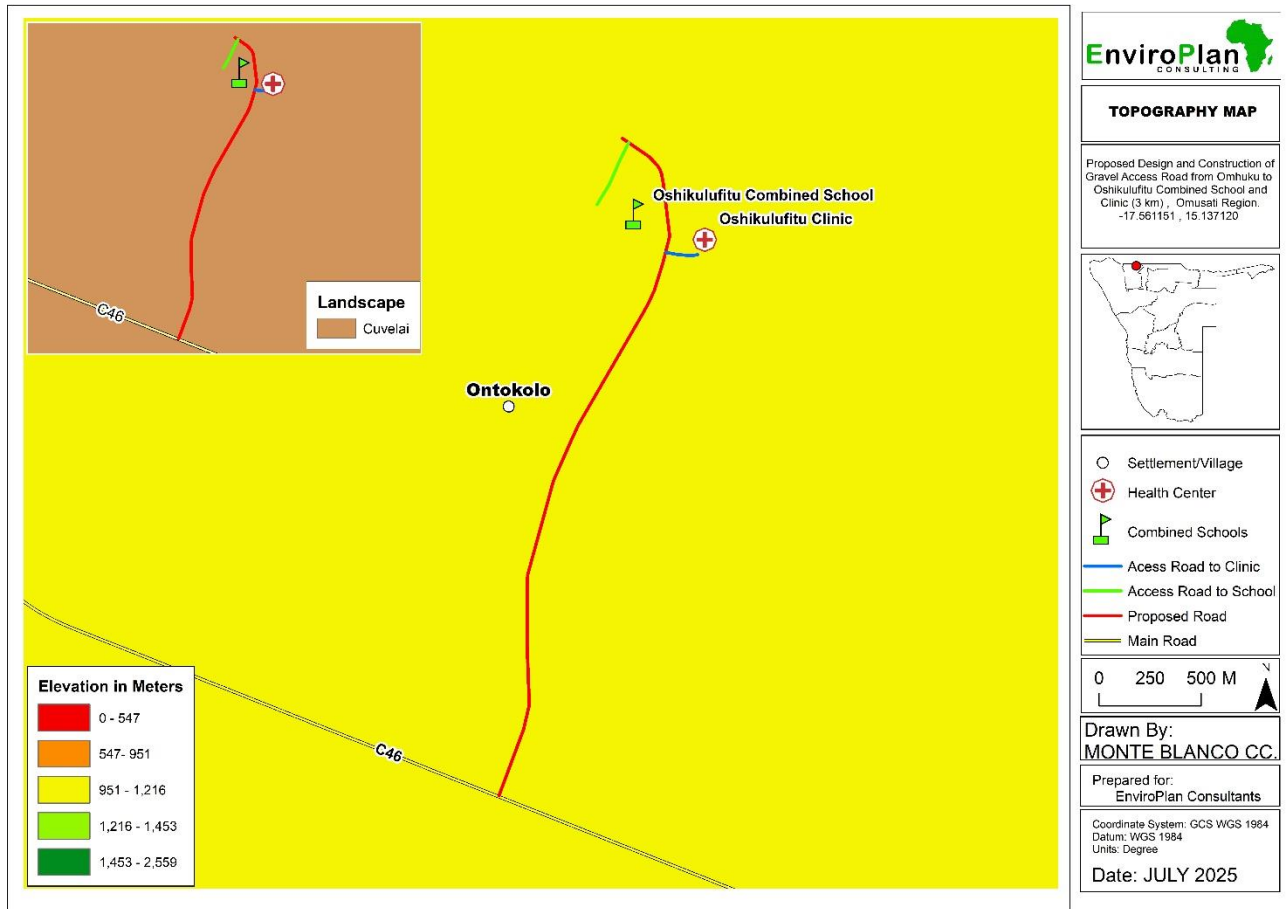 C46
Landscape
Cuvelai
Oshikulufitu Combined School
Oshikulufitu Clinic
Ontokolo
C46
Elevation in Meters
0 - 547
547- 951
951 - 1,216
1,216 - 1,453
1,453 - 2,559
EnviroPlan
CONSULTING
TOPOGRAPHY MAP
Proposed Design and Construction of
Gravel Access Road from Omhuku to
Oshikulufitu Combined School and
Clinic (3 km) , Omusati Region.
-17.561151 , 15.137120
Settlement/Village
Health Center
Combined Schools
Acess Road to Clinic
Access Road to School
Proposed Road
Main Road
0 250 500 M
N
Drawn By:
MONTE BLANCO CC.
Prepared for:
EnviroPlan Consultants
Coordinate System: GCS WGS 1984
Datum: WGS 1984
Units: Degree
Date: JULY 2025